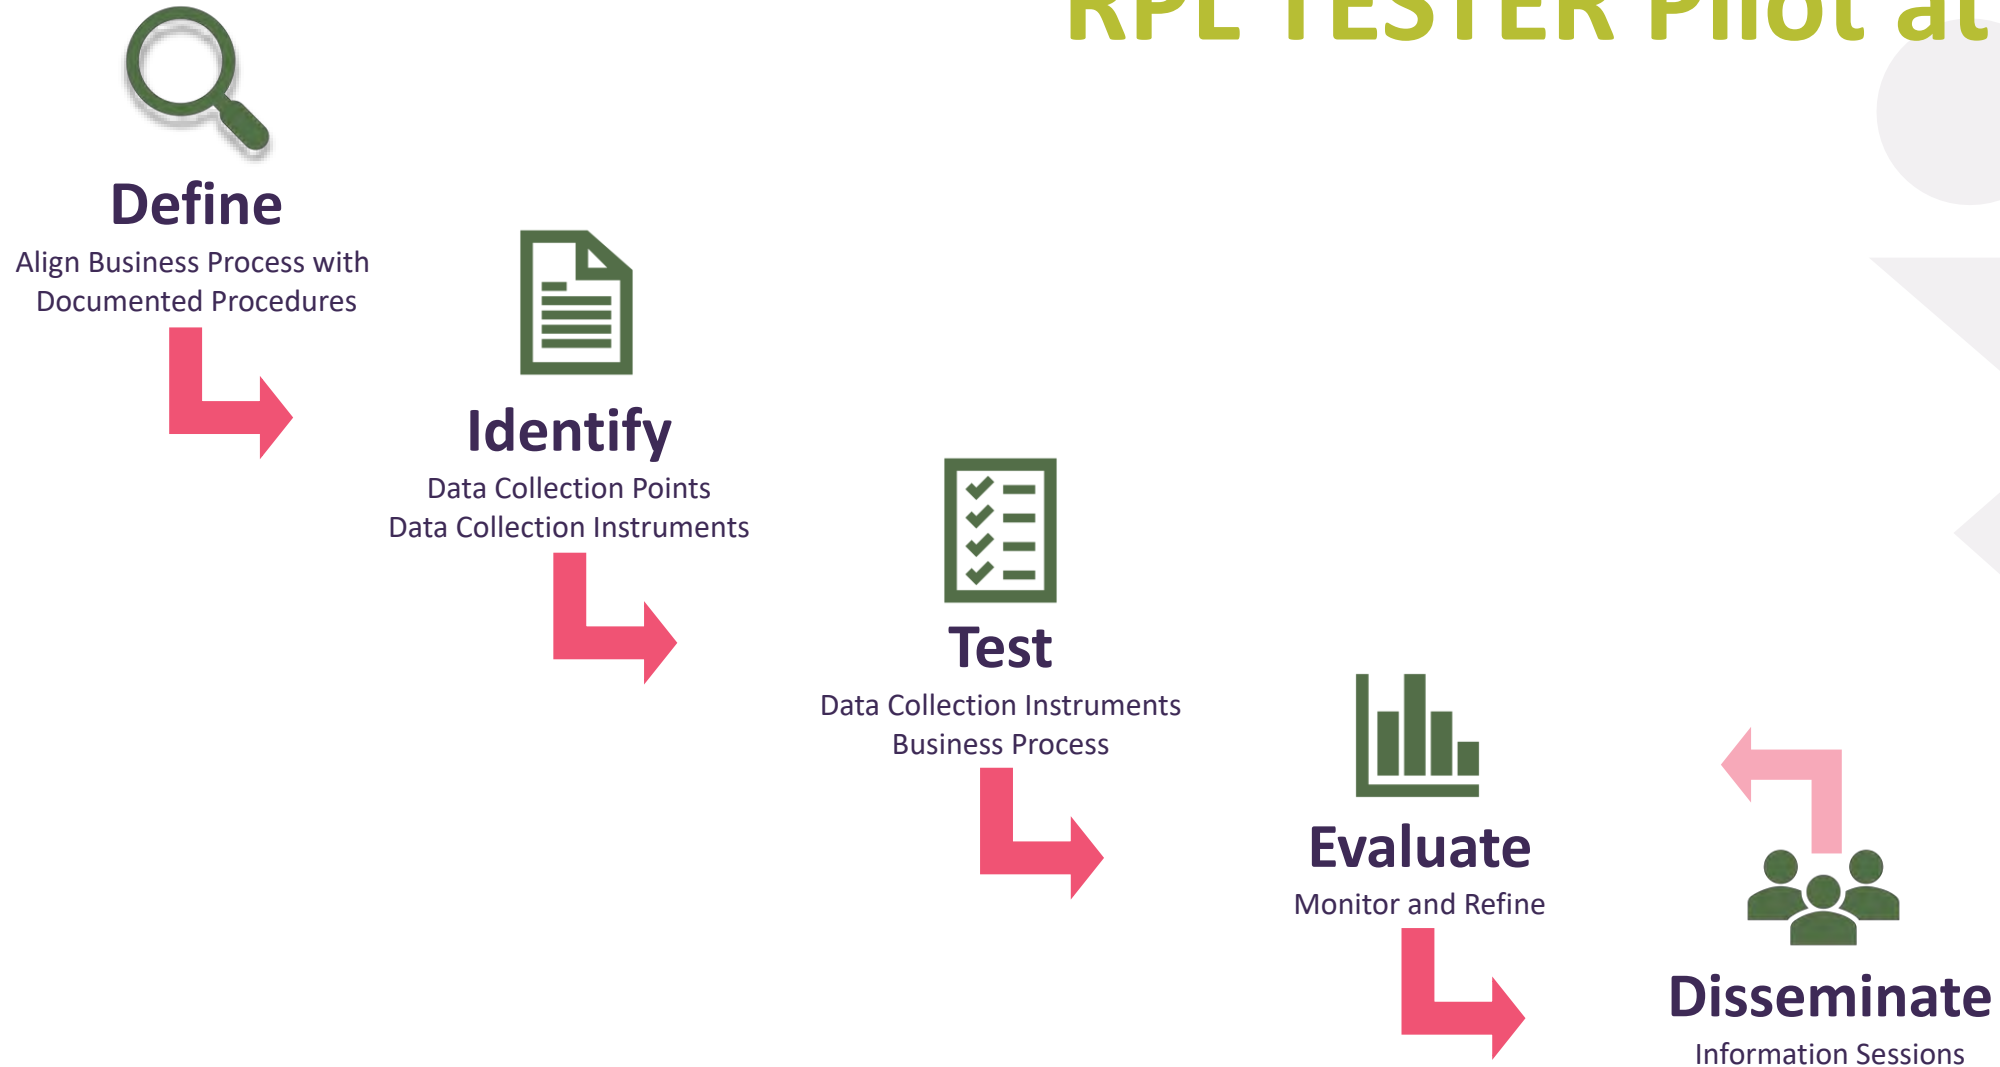 RPL TESTER Pilot at
Define
Align Business Process with
Documented Procedures
Identify
Data Collection Points
Data Collection Instruments
Test
Data Collection Instruments
Business Process
Evaluate
Monitor and Refine
Disseminate
Information Sessions